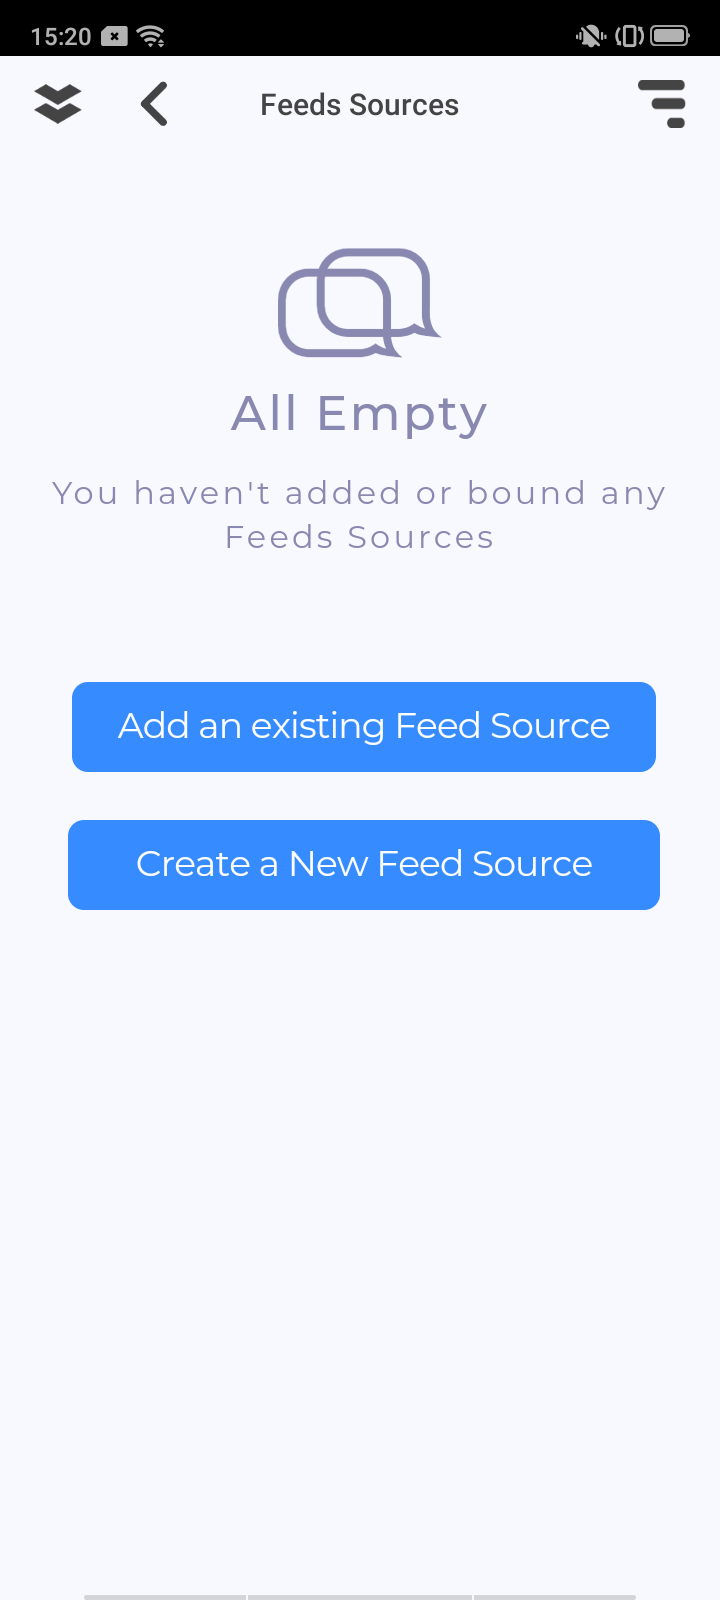 15:20
Feeds Sources
All Empty
You haven't added or bound any
Feeds Sources
Add an existing Feed Source
Create a New Feed Source